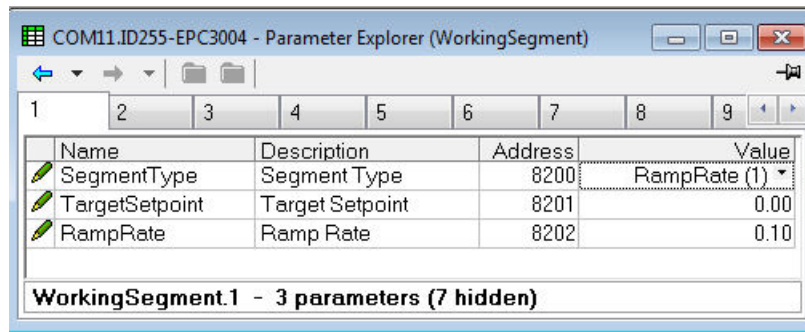 COM11.ID255-EPC3004 - Parameter Explorer (WorkingSegment)
1 2 3 4 5 6 7 8 9
Name Description Address Value
SegmentType Segment Type 8200 RampRate (1)
TargetSetpoint Target Setpoint 8201 0.00
RampRate Ramp Rate 8202 0.10
WorkingSegment.1 - 3 parameters (7 hidden)